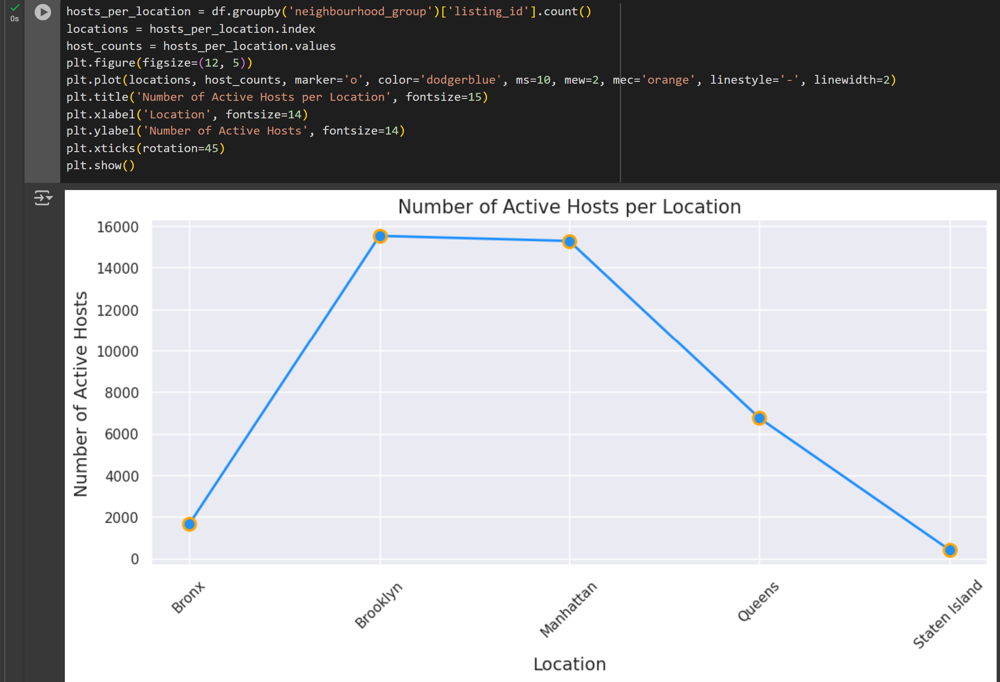 0s
hosts_per_location = df.groupby('neighbourhood_group')['listing_id'].count()
locations = hosts_per_location.index
host_counts = hosts_per_location.values
plt.figure(figsize=(12, 5))
plt.plot(locations, host_counts, marker='o', color='dodgerblue', ms=10, mew=2, mec='orange', linestyle='-', linewidth=2)
plt.title('Number of Active Hosts per Location', fontsize=15)
plt.xlabel('Location', fontsize=14)
plt.ylabel('Number of Active Hosts', fontsize=14)
plt.xticks(rotation=45)
plt.show()
Number of Active Hosts per Location
Number of Active Hosts
16000
14000
12000
10000
8000
6000
4000
2000
0
Bronx
Brooklyn
Manhattan
Queens
Staten Island
Location